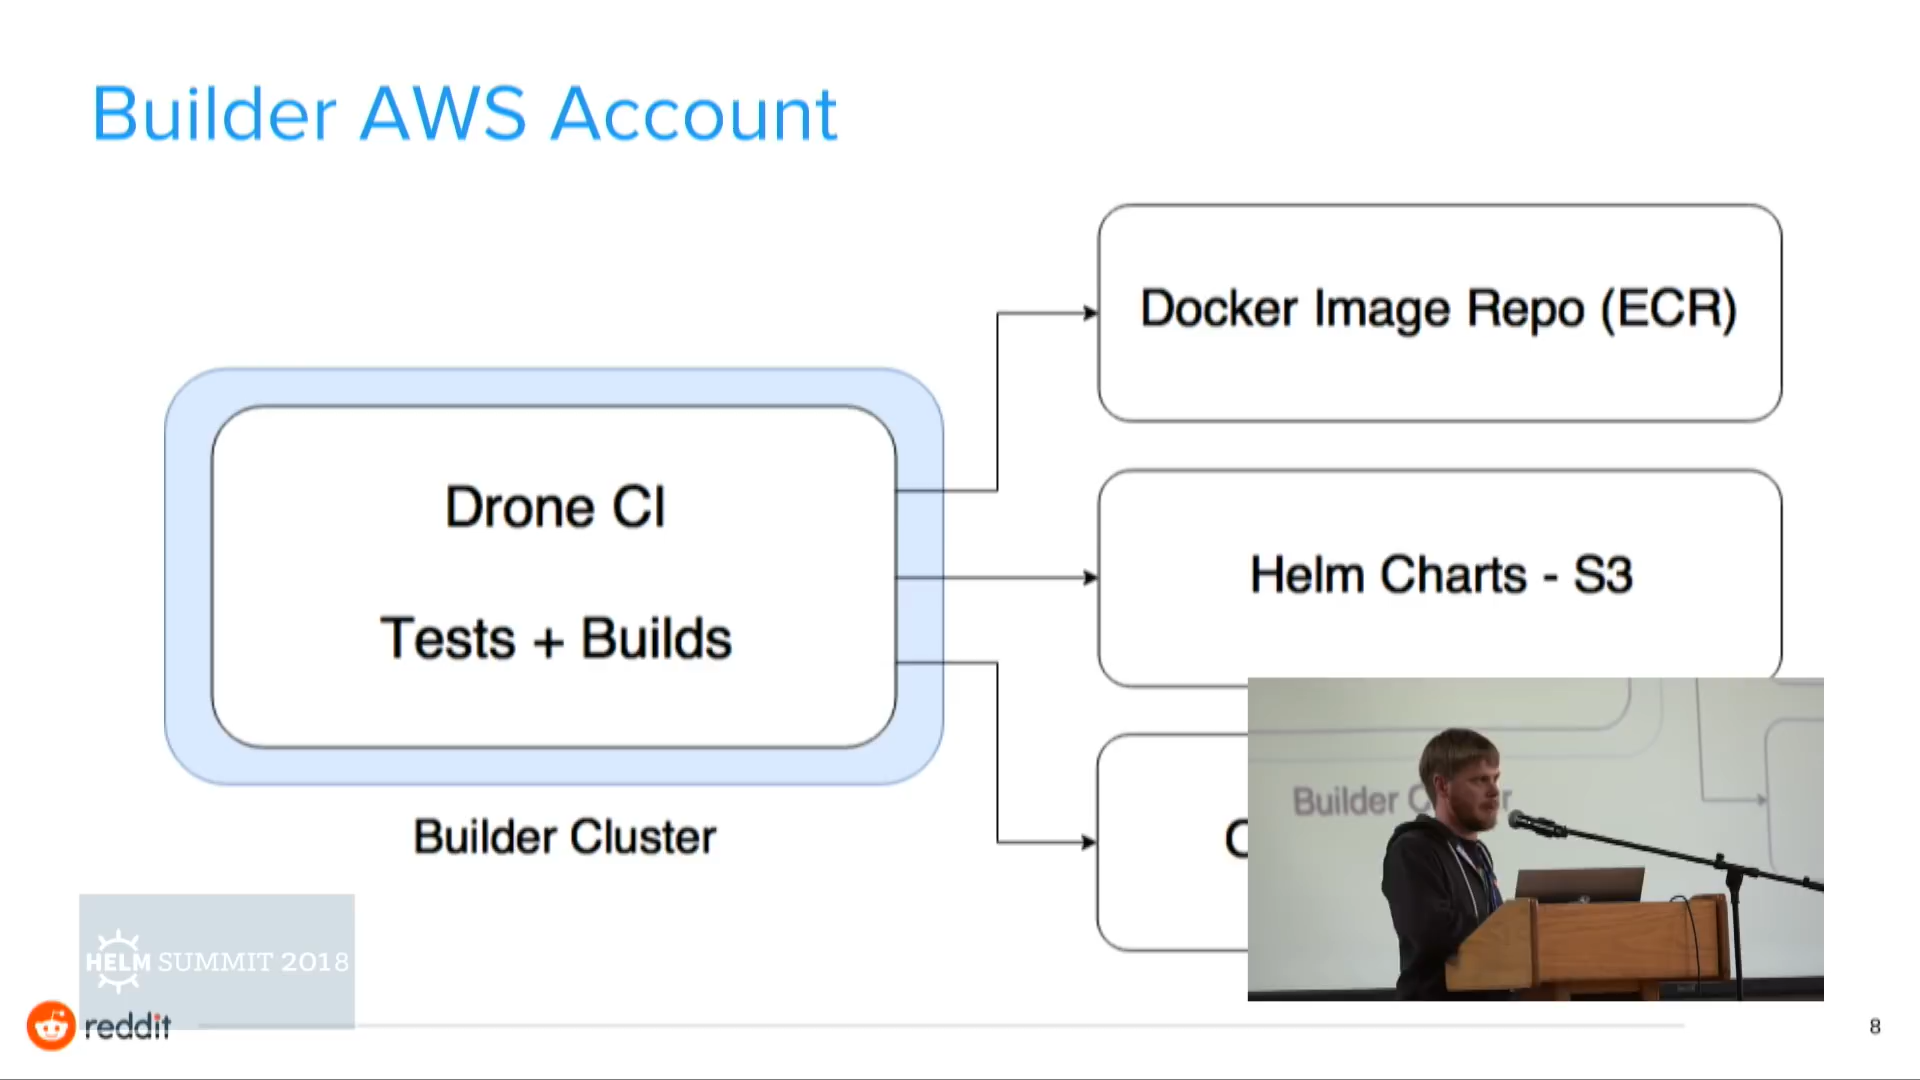 Builder AWS Account
Docker Image Repo (ECR)
Drone CI
Tests + Builds
Helm Charts - S3
Builder Cluster
Builder
HELM SUMMIT 2018
reddit
8